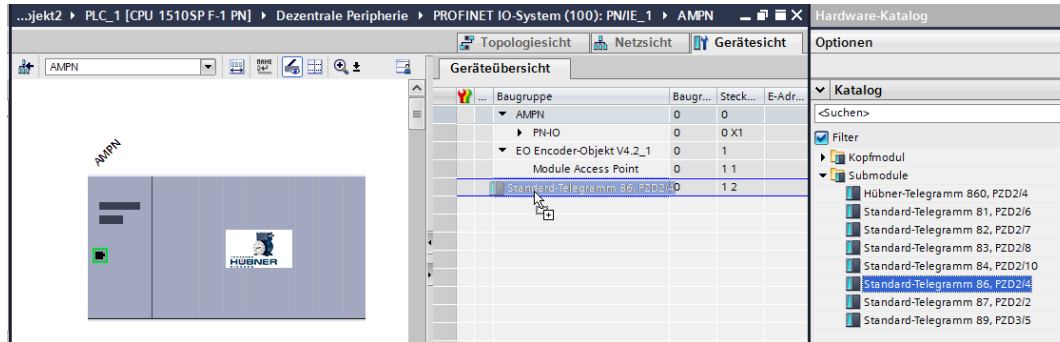 ...ojekt2 ▸ PLC_1 [CPU 1510SP F-1 PN] ▸ Dezentrale Peripherie ▸ PROFINET IO-System (100): PN/IE_1 ▸ AMPN
Hardware-Katalog
Topologiesicht Netzsicht Gerätesicht
Optionen
AMPN
Geräteübersicht
... Baugruppe Baugr... Steck... E-Adr...
Katalog
AMPN 0 0
<Suchen>
PN-IO 0 0 X1
Filter
EO Encoder-Objekt V4.2_1 0 1
Kopfmodul
Module Access Point 0 1 1
Submodule
Standard-Telegramm 86, PZD2/4 0 1 2
Hübner-Telegramm 860, PZD2/4
Standard-Telegramm 81, PZD2/6
Standard-Telegramm 82, PZD2/7
Standard-Telegramm 83, PZD2/8
Standard-Telegramm 84, PZD2/10
Standard-Telegramm 86, PZD2/4
Standard-Telegramm 87, PZD2/2
Standard-Telegramm 89, PZD3/5
AMPN
HÜBNER